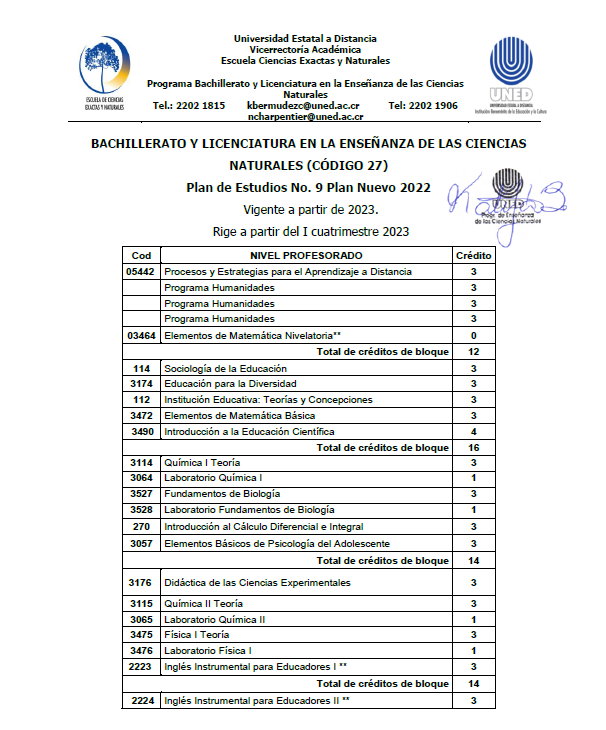 Universidad Estatal a Distancia
Vicerrectoría Académica
Escuela Ciencias Exactas y Naturales
Programa Bachillerato y Licenciatura en la Enseñanza de las Ciencias
Naturales
Tel.: 2202 1815 kbermudezc@uned.ac.cr Tel: 2202 1906
ncharpentier@uned.ac.cr
ESCUELA DE CIENCIAS
EXACTAS Y NATURALES
UNED
UNIVERSIDAD ESTATAL A DISTANCIA
Institución Benemérita de la Educación y la Cultura
BACHILLERATO Y LICENCIATURA EN LA ENSEÑANZA DE LAS CIENCIAS
NATURALES (CÓDIGO 27)
Plan de Estudios No. 9 Plan Nuevo 2022
Vigente a partir de 2023.
Rige a partir del I cuatrimestre 2023
UNED
Prog. de Enseñanza
de las Ciencias Naturales
Cod NIVEL PROFESORADO Crédito
05442 Procesos y Estrategias para el Aprendizaje a Distancia 3
Programa Humanidades 3
Programa Humanidades 3
Programa Humanidades 3
03464 Elementos de Matemática Nivelatoria** 0
Total de créditos de bloque 12
114 Sociología de la Educación 3
3174 Educación para la Diversidad 3
112 Institución Educativa: Teorías y Concepciones 3
3472 Elementos de Matemática Básica 3
3490 Introducción a la Educación Científica 4
Total de créditos de bloque 16
3114 Química I Teoría 3
3064 Laboratorio Química I 1
3527 Fundamentos de Biología 3
3528 Laboratorio Fundamentos de Biología 1
270 Introducción al Cálculo Diferencial e Integral 3
3057 Elementos Básicos de Psicología del Adolescente 3
Total de créditos de bloque 14
3176 Didáctica de las Ciencias Experimentales 3
3115 Química II Teoría 3
3065 Laboratorio Química II 1
3475 Física I Teoría 3
3476 Laboratorio Física I 1
2223 Inglés Instrumental para Educadores I ** 3
Total de créditos de bloque 14
2224 Inglés Instrumental para Educadores II ** 3